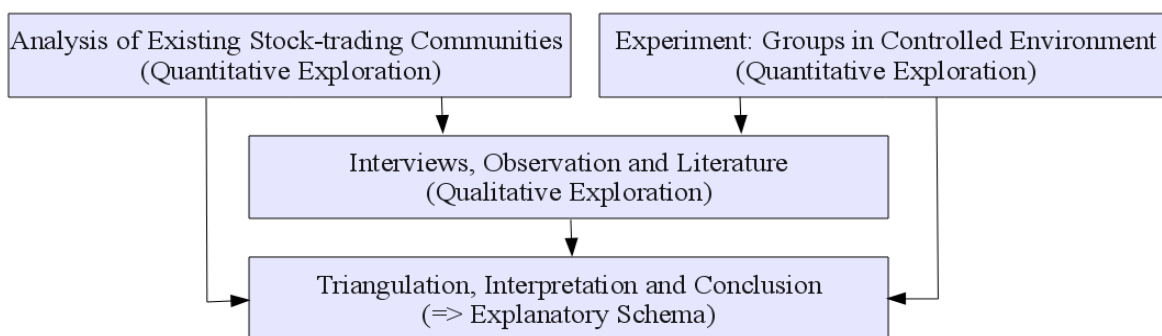 Analysis of Existing Stock-trading Communities
(Quantitative Exploration)
Experiment: Groups in Controlled Environment
(Quantitative Exploration)
Interviews, Observation and Literature
(Qualitative Exploration)
Triangulation, Interpretation and Conclusion
(=> Explanatory Schema)